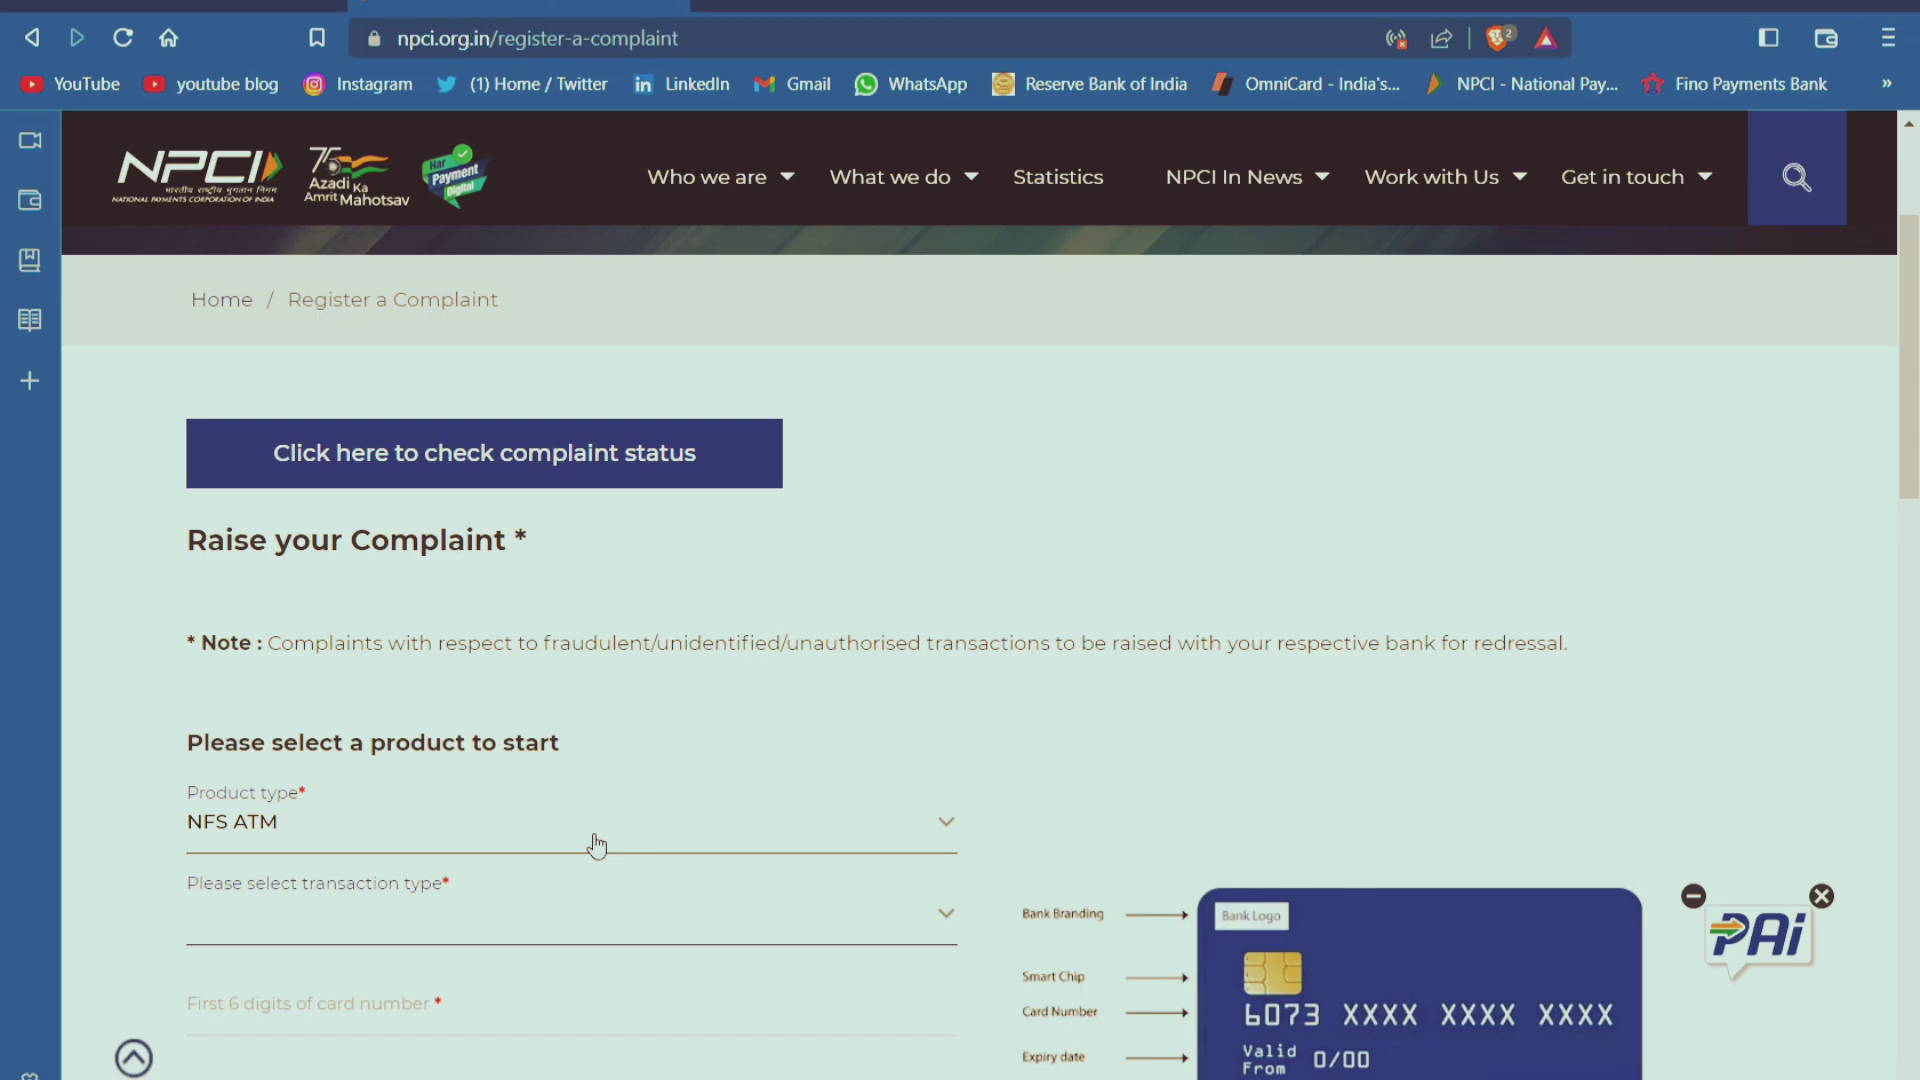 npci.org.in/register-a-complaint
2
YouTube youtube blog Instagram (1) Home / Twitter LinkedIn Gmail WhatsApp Reserve Bank of India OmniCard - India's... NPCI - National Pay... Fino Payments Bank »
NPCI
भारतीय राष्ट्रीय भुगतान निगम
NATIONAL PAYMENTS CORPORATION OF INDIA
75
Azadi Ka
Amrit Mahotsav
Har
Payment
Digital
Who we are What we do Statistics NPCI In News Work with Us Get in touch
Home / Register a Complaint
Click here to check complaint status
Raise your Complaint *
* Note : Complaints with respect to fraudulent/unidentified/unauthorised transactions to be raised with your respective bank for redressal.
Please select a product to start
Product type*
NFS ATM
Please select transaction type*
First 6 digits of card number *
Bank Branding
Bank Logo
Smart Chip
Card Number
6073 XXXX XXXX XXXX
Expiry date
Valid
From 0/00
PAi